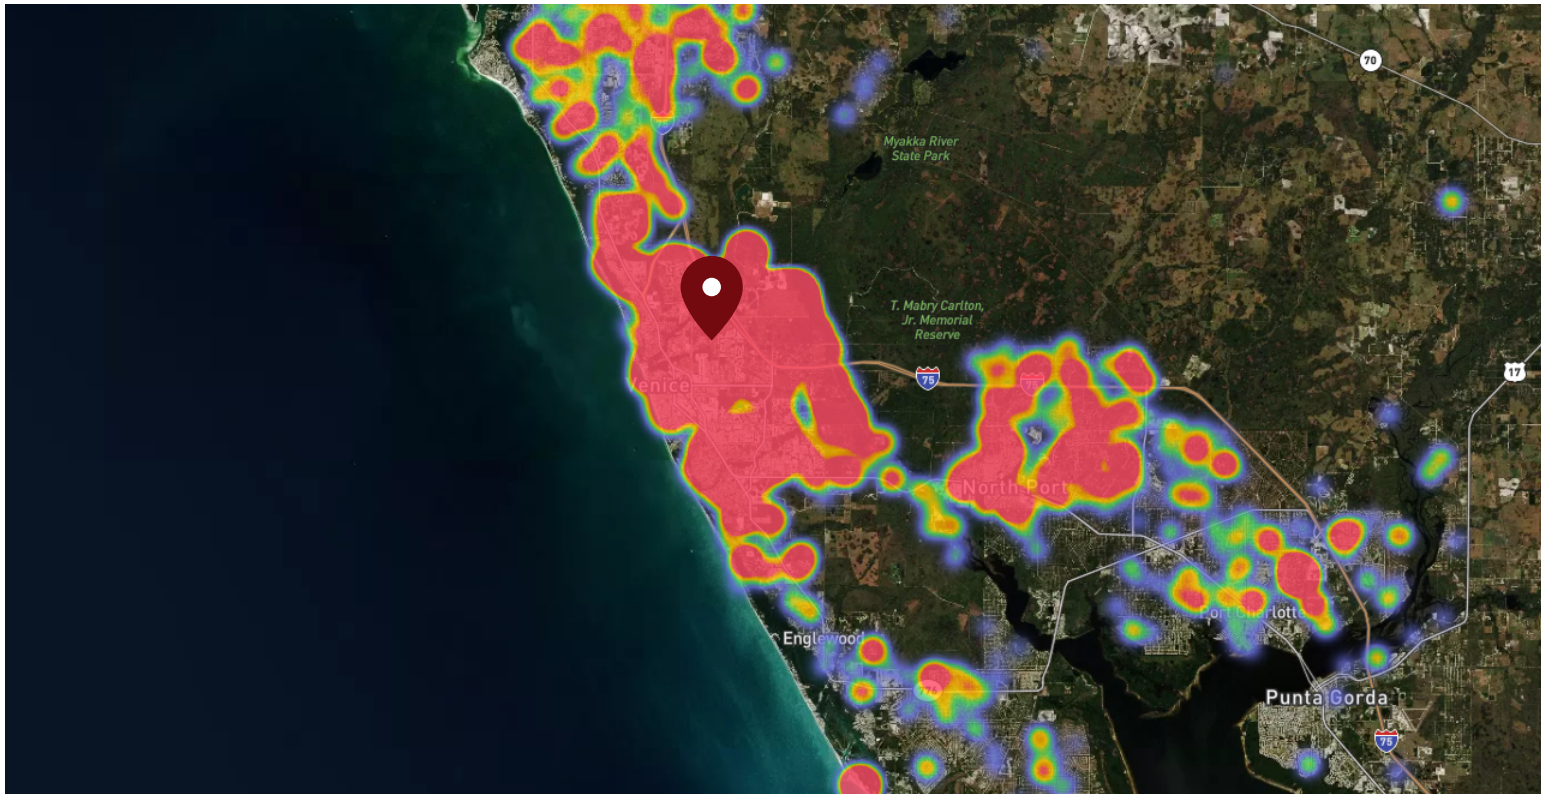 70
Myakka River
State Park
T. Mabry Carlton,
Jr. Memorial
Reserve
75
75
17
Venice
North Port
Port Charlotte
Englewood
776
Punta Gorda
75